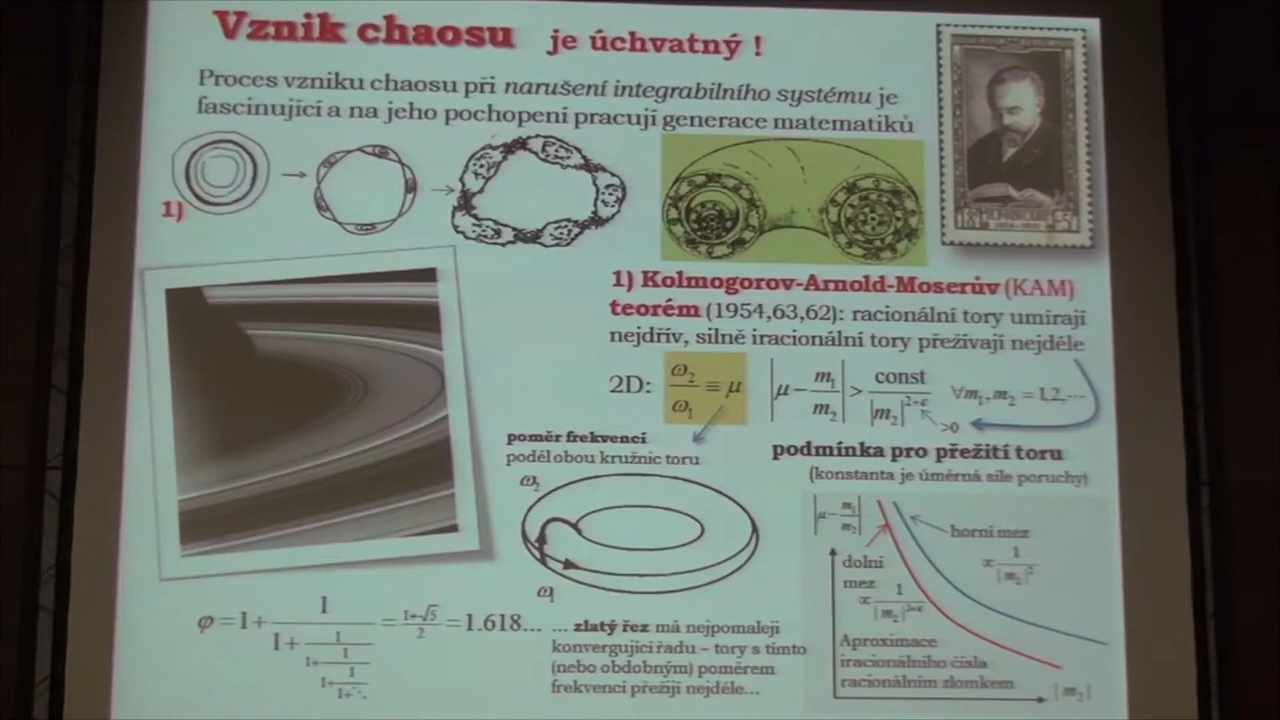 Vznik chaosu je úchvatný !
Proces vzniku chaosu při narušení integrabilního systému je
fascinující a na jeho pochopení pracují generace matematiků
1)
1) Kolmogorov-Arnold-Moserův (KAM)
teorém (1954,63,62): racionální tory umírají
nejdřív, silně iracionální tory přežívají nejdéle
2D: ω₂/ω₁ ≡ μ |μ − m₁/m₂| > const/|m₂|^(2+ε) ∀m₁, m₂ = 1,2,...
>0
poměr frekvencí
podél obou kružnic toru
podmínka pro přežití toru
(konstanta je úměrná síle poruchy)
ω₂
ω₁
|μ − m₁/m₂|
horní mez
∝ 1/|m₂|²
dolní
mez
∝ 1/|m₂|^(2+ε)
Aproximace
iracionálního čísla
racionálním zlomkem
|m₂|
φ = 1+ 1/(1+ 1/(1+ 1/(1+ 1/(1+...)))) = (1+√5)/2 = 1.618...
... zlatý řez má nejpomaleji
konvergující řadu – tory s tímto
(nebo obdobným) poměrem
frekvencí přežijí nejdéle...